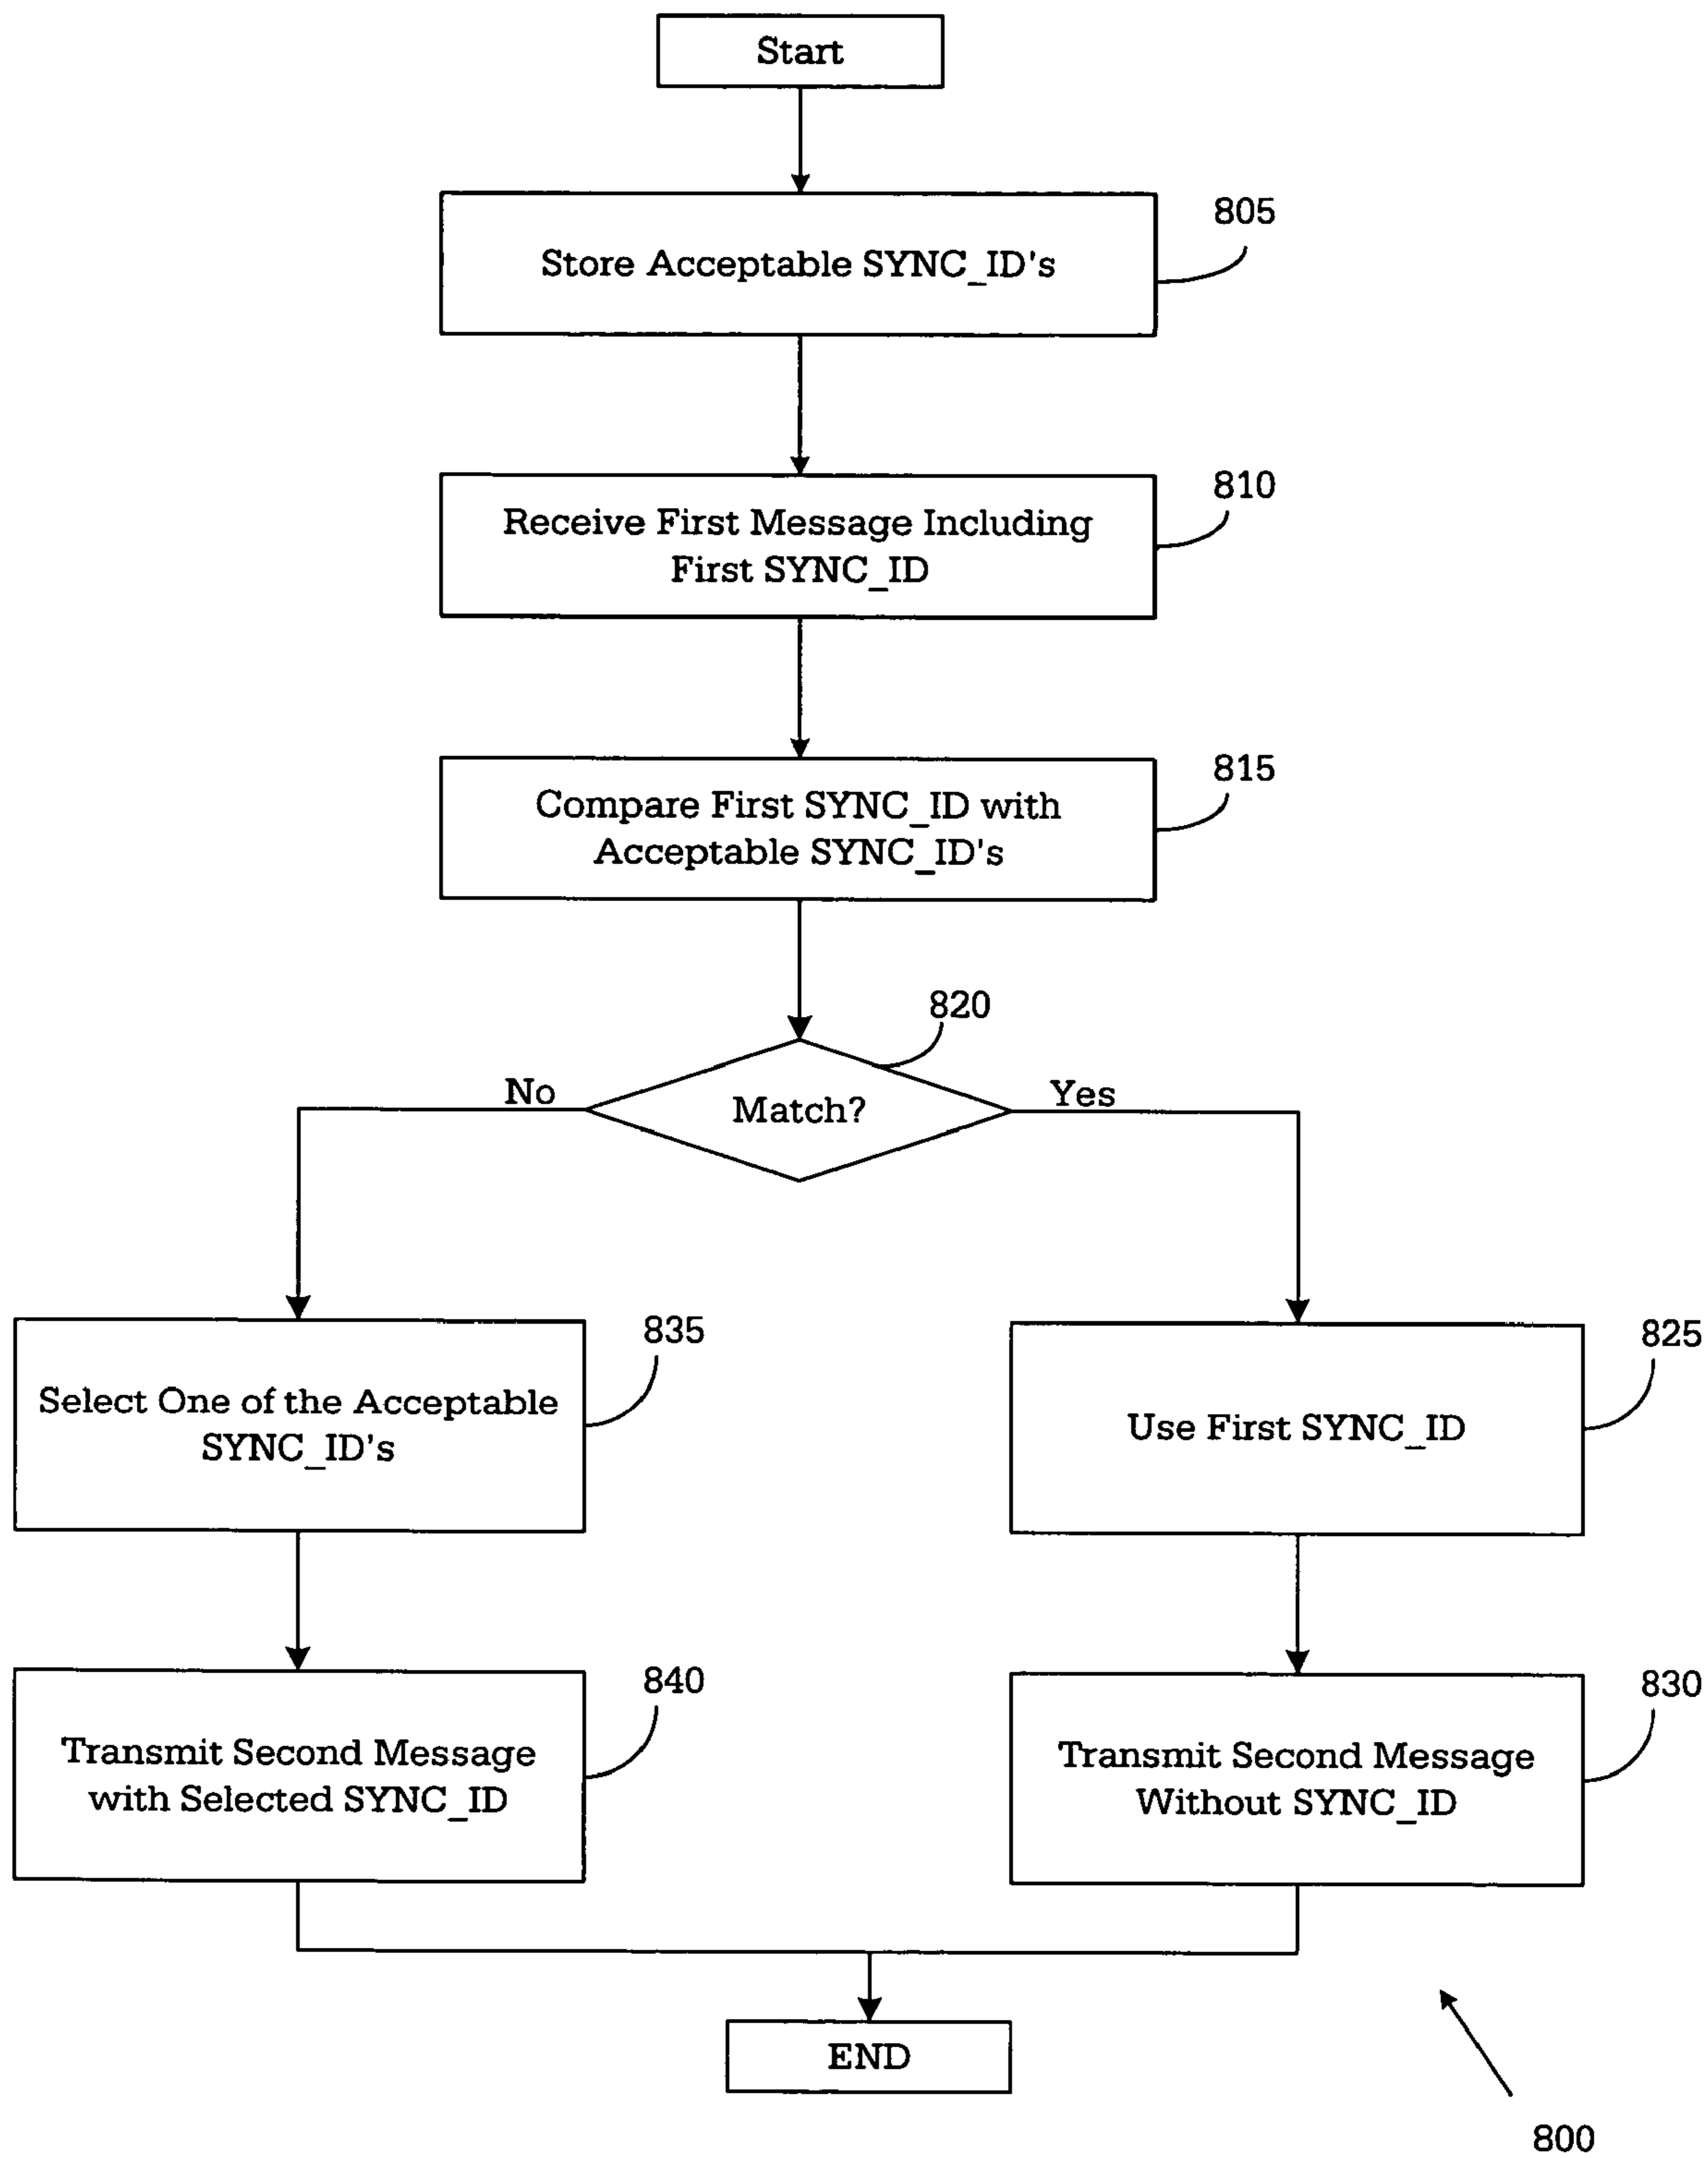 Start
805
Store Acceptable SYNC_ID's
810
Receive First Message Including
First SYNC_ID
815
Compare First SYNC_ID with
Acceptable SYNC_ID's
820
No
Match?
Yes
835
Select One of the Acceptable
SYNC_ID's
825
Use First SYNC_ID
840
Transmit Second Message
with Selected SYNC_ID
830
Transmit Second Message
Without SYNC_ID
END
800